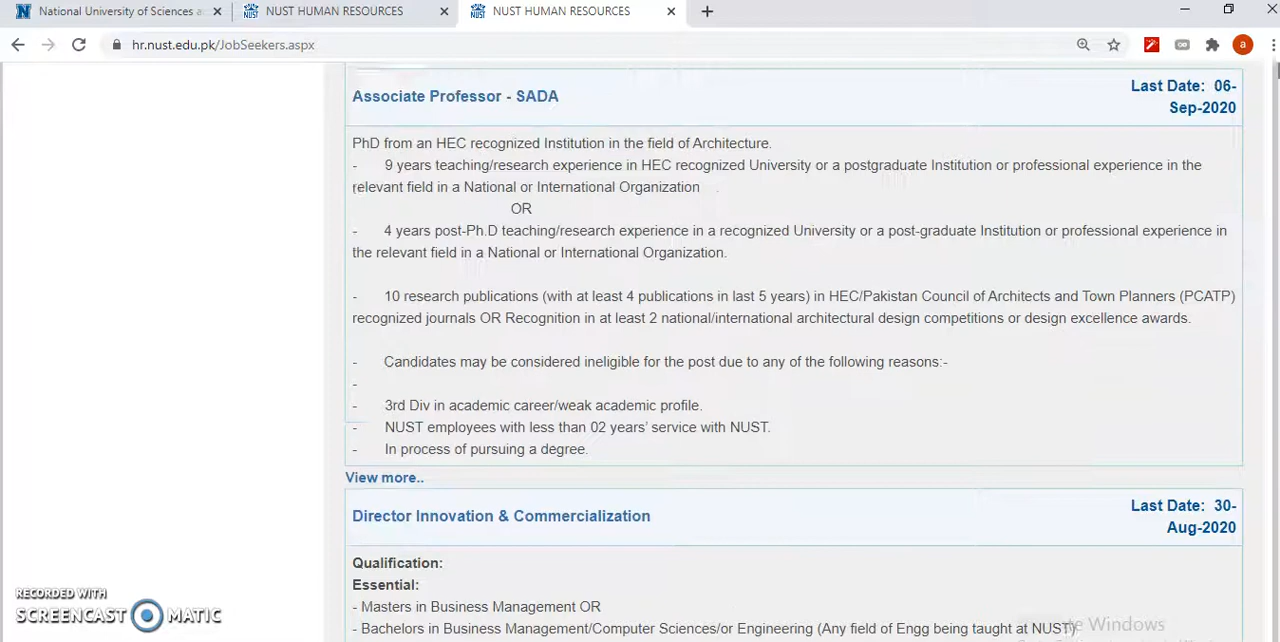 National University of Sciences a
NUST HUMAN RESOURCES
NUST HUMAN RESOURCES
hr.nust.edu.pk/JobSeekers.aspx
a
Associate Professor - SADA
Last Date: 06-
Sep-2020
PhD from an HEC recognized Institution in the field of Architecture.
- 9 years teaching/research experience in HEC recognized University or a postgraduate Institution or professional experience in the
relevant field in a National or International Organization
OR
- 4 years post-Ph.D teaching/research experience in a recognized University or a post-graduate Institution or professional experience in
the relevant field in a National or International Organization.
- 10 research publications (with at least 4 publications in last 5 years) in HEC/Pakistan Council of Architects and Town Planners (PCATP)
recognized journals OR Recognition in at least 2 national/international architectural design competitions or design excellence awards.
- Candidates may be considered ineligible for the post due to any of the following reasons:-
-
- 3rd Div in academic career/weak academic profile.
- NUST employees with less than 02 years' service with NUST.
- In process of pursuing a degree.
View more..
Director Innovation & Commercialization
Last Date: 30-
Aug-2020
Qualification:
Essential:
- Masters in Business Management OR
- Bachelors in Business Management/Computer Sciences/or Engineering (Any field of Engg being taught at NUST)
RECORDED WITH
SCREENCAST MATIC
Windows